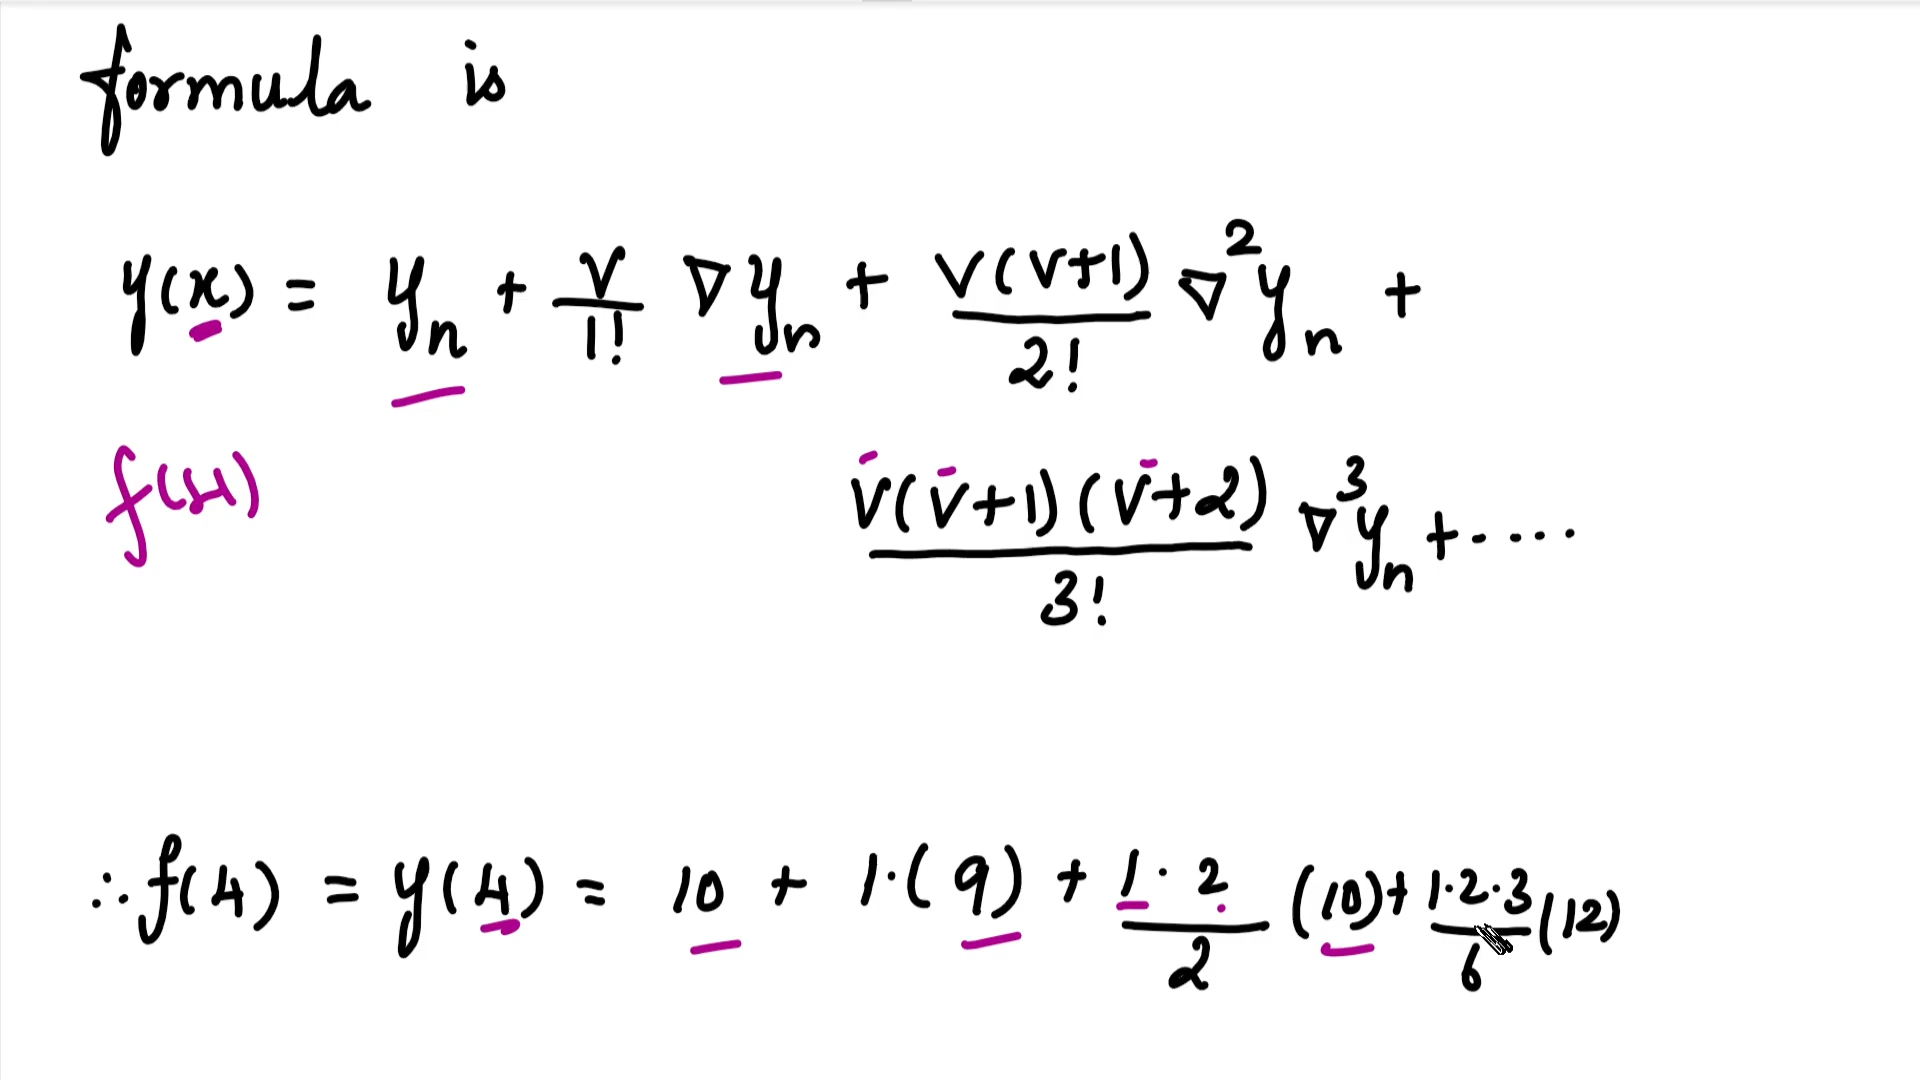 formula is
y(x) = yₙ + v/1! ∇yₙ + v(v+1)/2! ∇²yₙ +
f(4) v(v+1)(v+2)/3! ∇³yₙ + ....
∴ f(4) = y(4) = 10 + 1·(9) + 1·2/2 (10) + 1·2·3/6 (12)